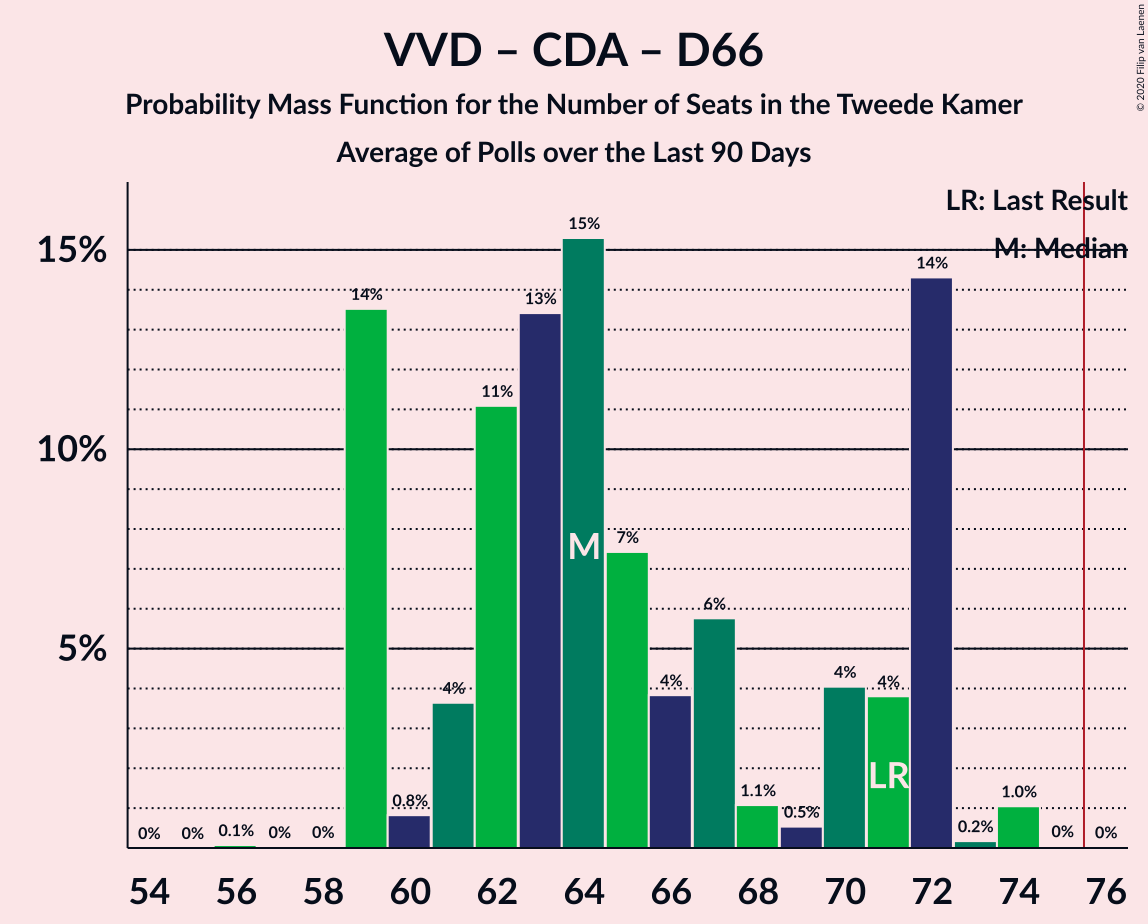 VVD – CDA – D66
Probability Mass Function for the Number of Seats in the Tweede Kamer
Average of Polls over the Last 90 Days
© 2020 Filip van Laenen
LR: Last Result
M: Median
15%
10%
5%
0% 0% 0.1% 0% 0% 14% 0.8% 4% 11% 13% 15% 7% 4% 6% 1.1% 0.5% 4% 4% 14% 0.2% 1.0% 0% 0%
M
LR
54 56 58 60 62 64 66 68 70 72 74 76